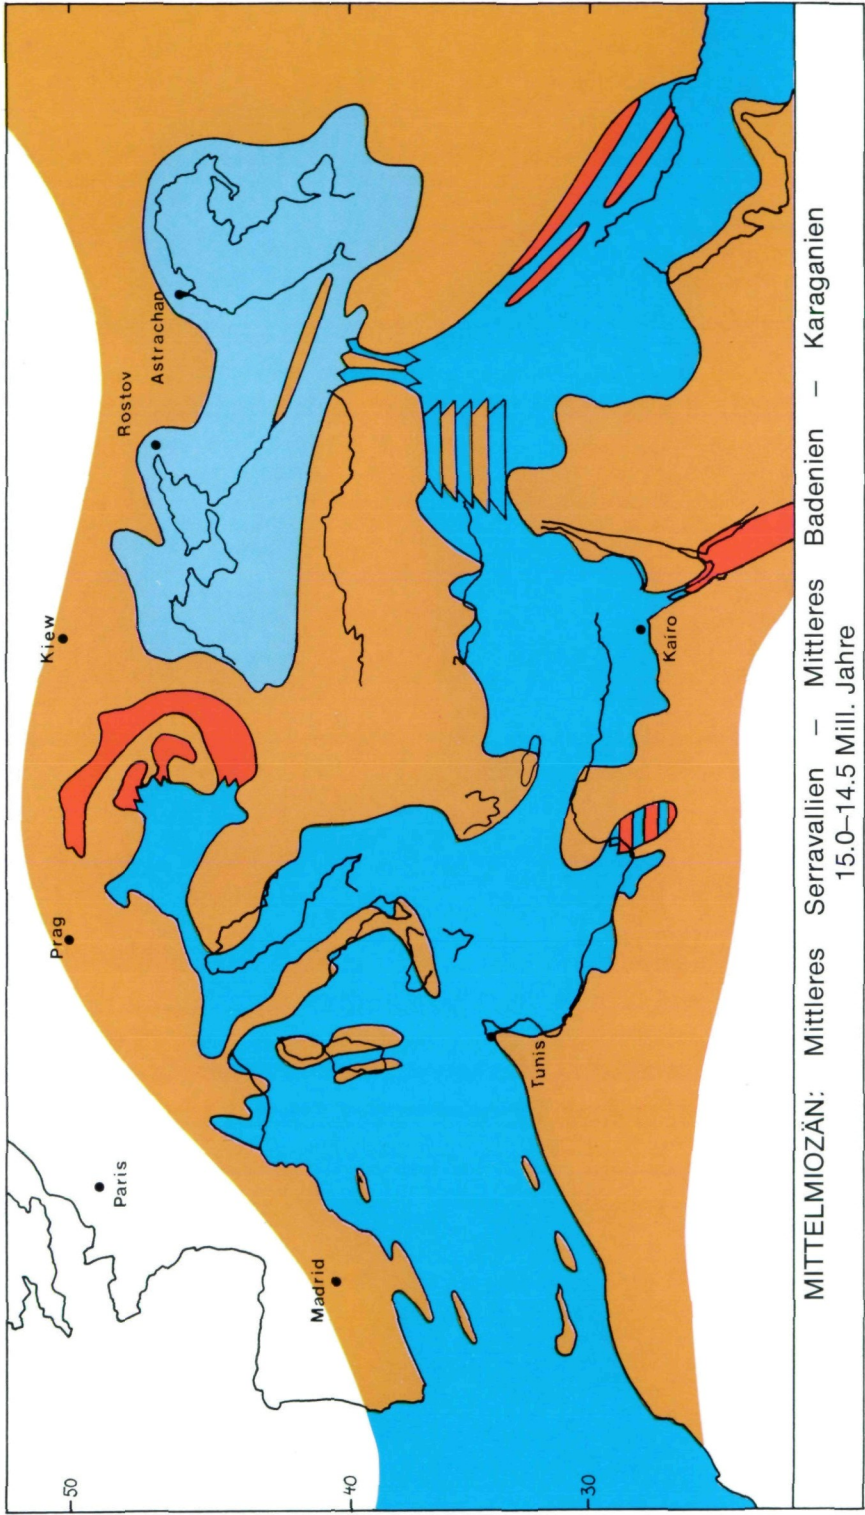 50
40
30
Paris
Madrid
Prag
Tunis
Kiew
Kairo
Rostov
Astrachan
MITTELMIOZÄN: Mittleres Serravallien – Mittleres Badenien – Karaganien
15.0–14.5 Mill. Jahre